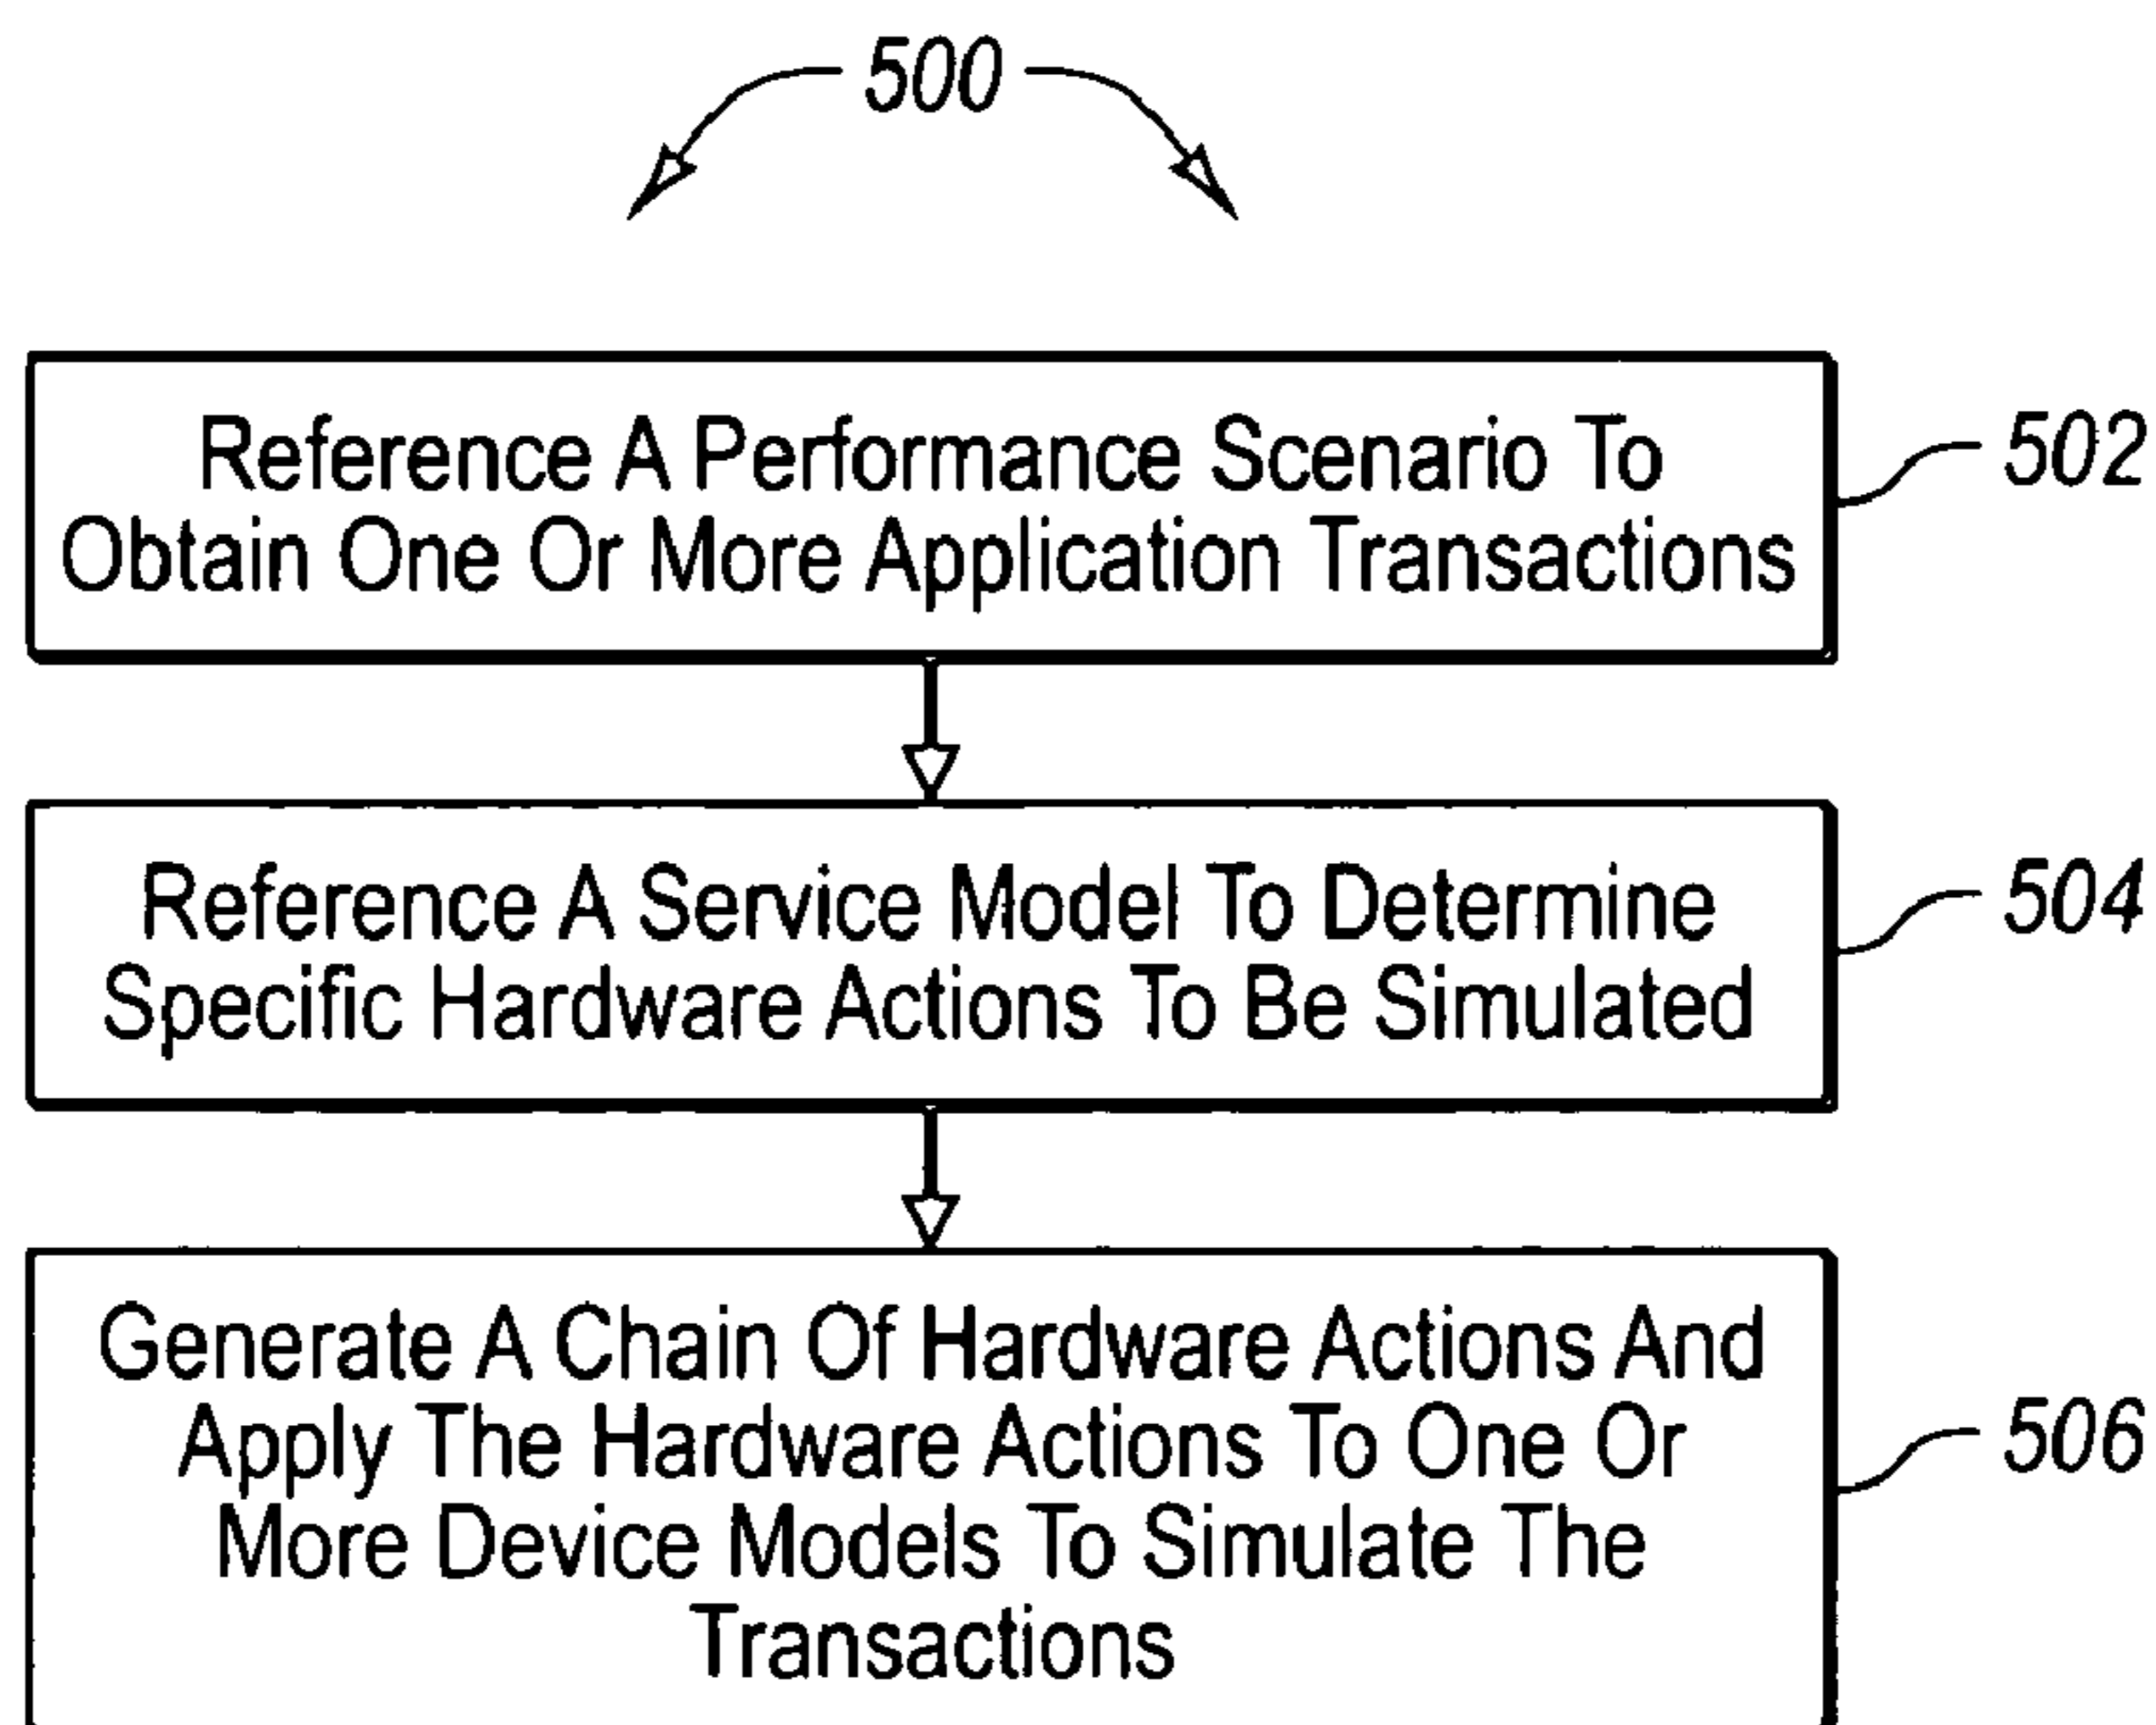 500
Reference A Performance Scenario To
Obtain One Or More Application Transactions
502
Reference A Service Model To Determine
Specific Hardware Actions To Be Simulated
504
Generate A Chain Of Hardware Actions And
Apply The Hardware Actions To One Or
More Device Models To Simulate The
Transactions
506